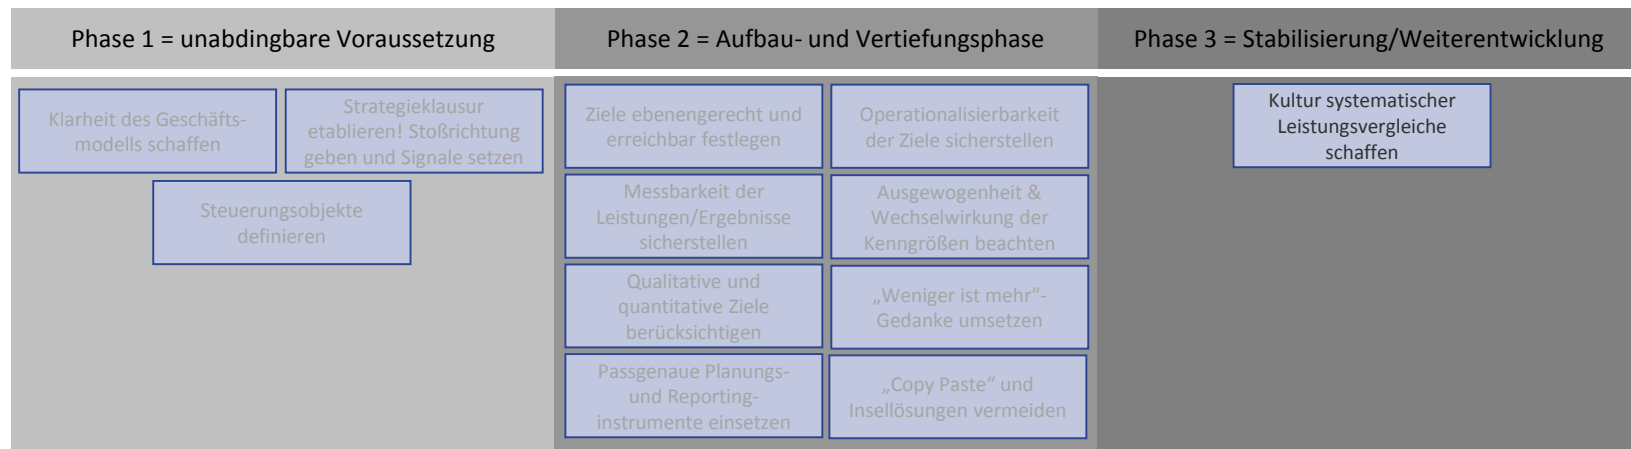 Phase 1 = unabdingbare Voraussetzung
Phase 2 = Aufbau- und Vertiefungsphase
Phase 3 = Stabilisierung/Weiterentwicklung
Klarheit des Geschäfts-
modells schaffen
Strategieklausur
etablieren! Stoßrichtung
geben und Signale setzen
Steuerungsobjekte
definieren
Ziele ebenengerecht und
erreichbar festlegen
Operationalisierbarkeit
der Ziele sicherstellen
Messbarkeit der
Leistungen/Ergebnisse
sicherstellen
Ausgewogenheit &
Wechselwirkung der
Kenngrößen beachten
Qualitative und
quantitative Ziele
berücksichtigen
„Weniger ist mehr“-
Gedanke umsetzen
Passgenaue Planungs-
und Reporting-
instrumente einsetzen
„Copy Paste“ und
Insellösungen vermeiden
Kultur systematischer
Leistungsvergleiche
schaffen